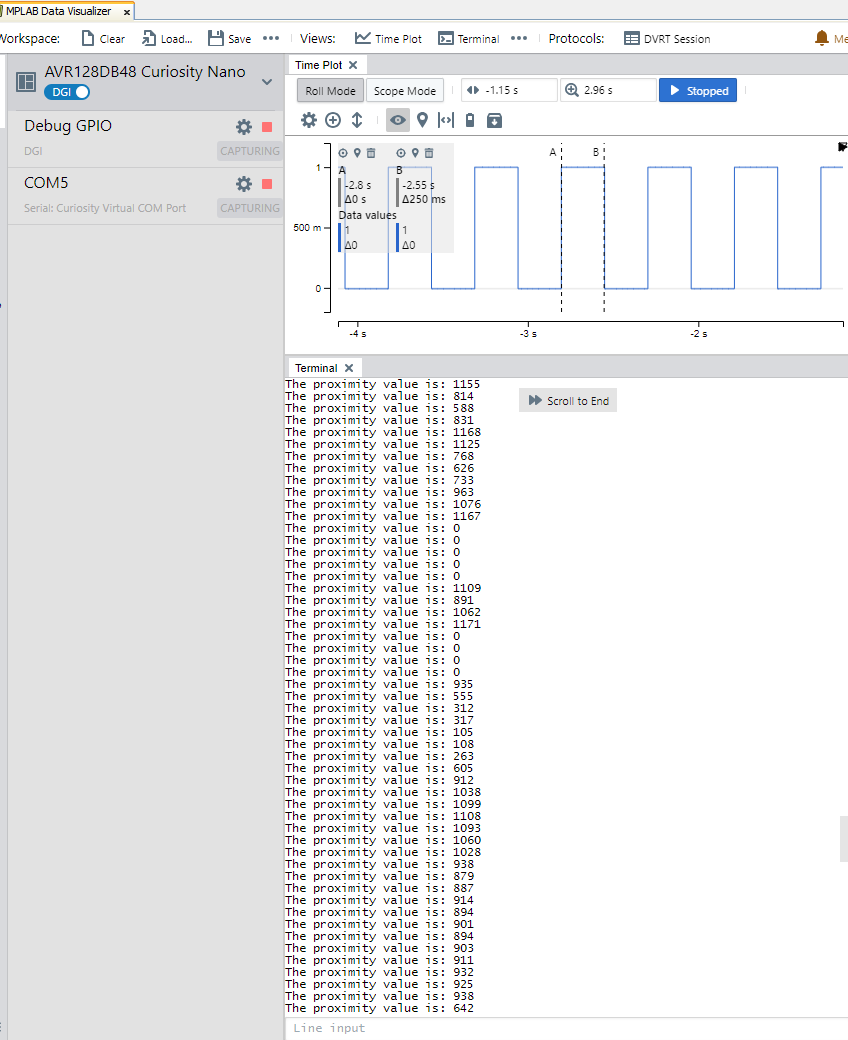 MPLAB Data Visualizer ×
Workspace: Clear Load... Save ••• Views: Time Plot Terminal ••• Protocols: DVRT Session Me
AVR128DB48 Curiosity Nano
DGI
Debug GPIO
DGI CAPTURING
COM5
Serial: Curiosity Virtual COM Port CAPTURING
Time Plot ×
Roll Mode Scope Mode -1.15 s 2.96 s Stopped
A B
-2.8 s -2.55 s
Δ0 s Δ250 ms
Data values
1 1
Δ0 Δ0
A B
1
500 m
0
-4 s -3 s -2 s
Terminal ×
Scroll to End
The proximity value is: 1155
The proximity value is: 814
The proximity value is: 588
The proximity value is: 831
The proximity value is: 1168
The proximity value is: 1125
The proximity value is: 768
The proximity value is: 626
The proximity value is: 733
The proximity value is: 963
The proximity value is: 1076
The proximity value is: 1167
The proximity value is: 0
The proximity value is: 0
The proximity value is: 0
The proximity value is: 0
The proximity value is: 0
The proximity value is: 1109
The proximity value is: 891
The proximity value is: 1062
The proximity value is: 1171
The proximity value is: 0
The proximity value is: 0
The proximity value is: 0
The proximity value is: 0
The proximity value is: 935
The proximity value is: 555
The proximity value is: 312
The proximity value is: 317
The proximity value is: 105
The proximity value is: 108
The proximity value is: 263
The proximity value is: 605
The proximity value is: 912
The proximity value is: 1038
The proximity value is: 1099
The proximity value is: 1108
The proximity value is: 1093
The proximity value is: 1060
The proximity value is: 1028
The proximity value is: 938
The proximity value is: 879
The proximity value is: 887
The proximity value is: 914
The proximity value is: 894
The proximity value is: 901
The proximity value is: 894
The proximity value is: 903
The proximity value is: 911
The proximity value is: 932
The proximity value is: 925
The proximity value is: 938
The proximity value is: 642
Line input